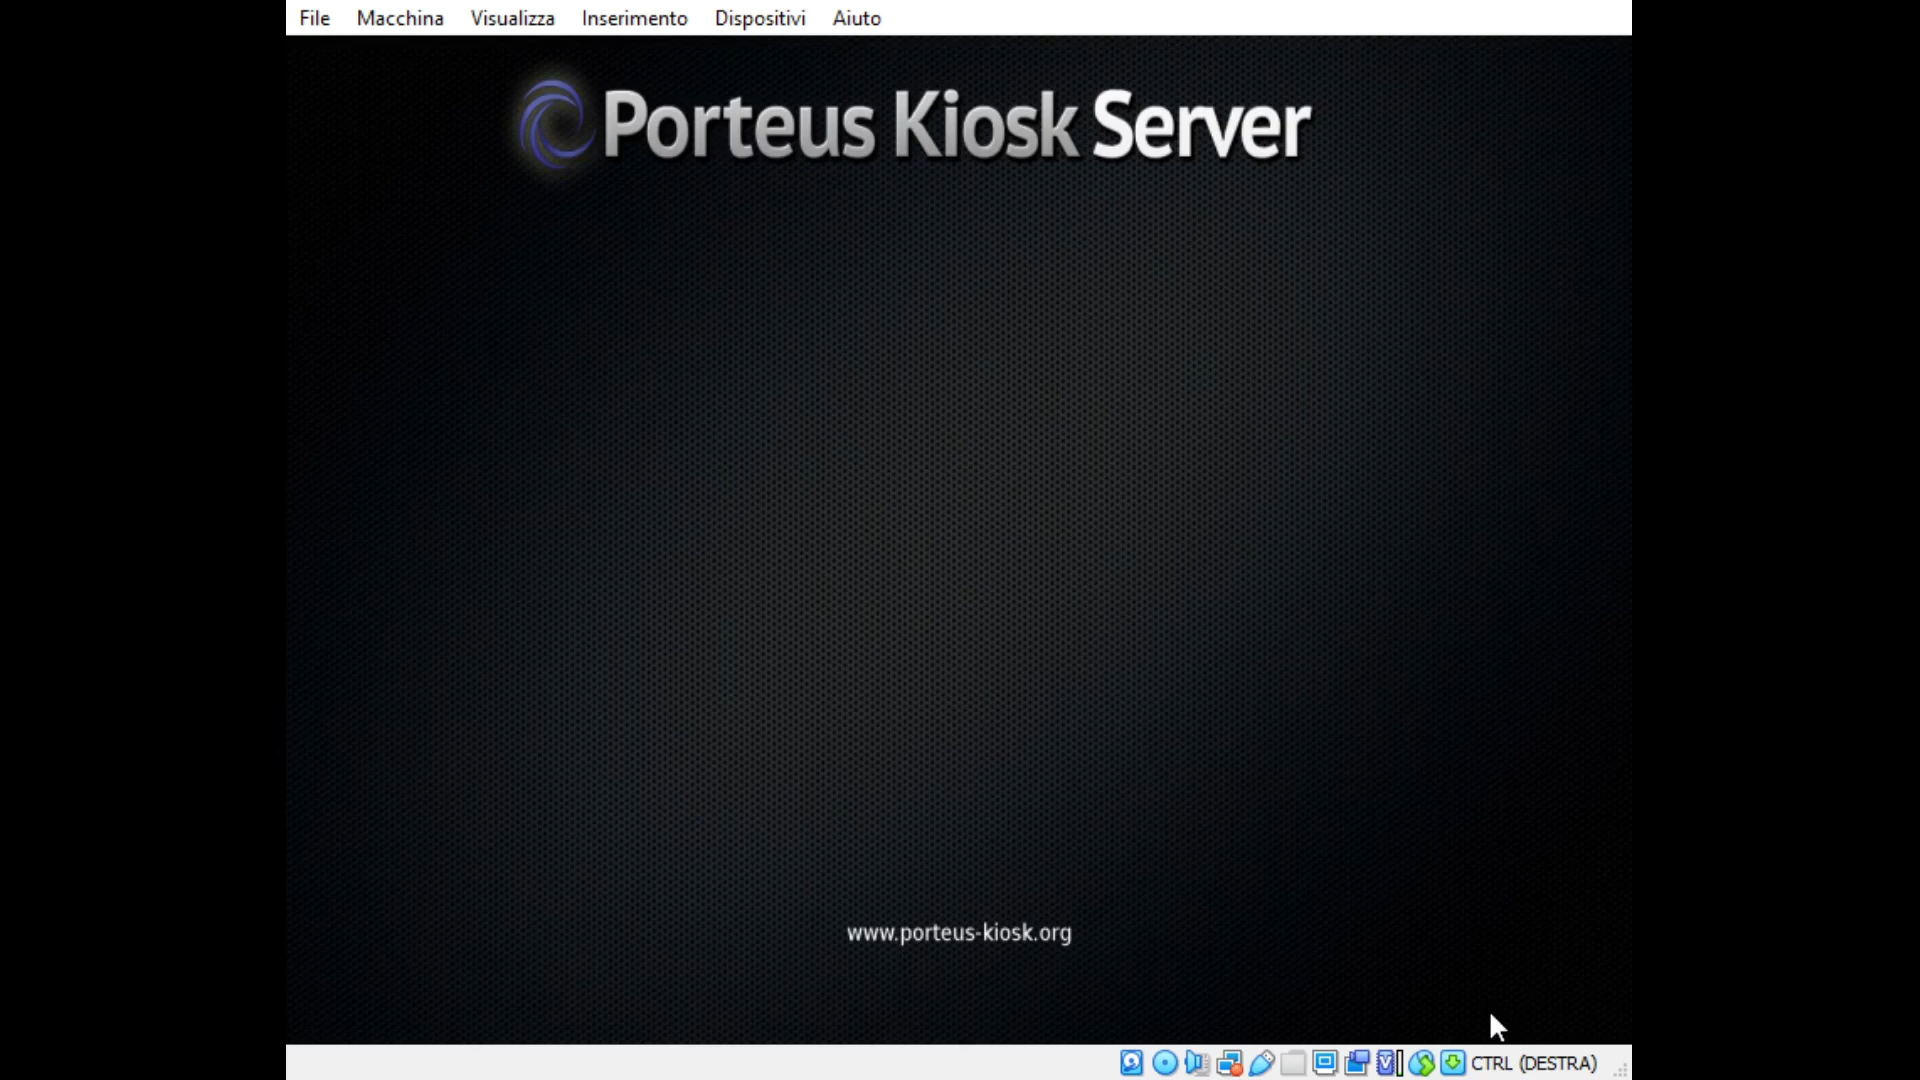 File Macchina Visualizza Inserimento Dispositivi Aiuto
Porteus Kiosk Server
www.porteus-kiosk.org
CTRL (DESTRA)